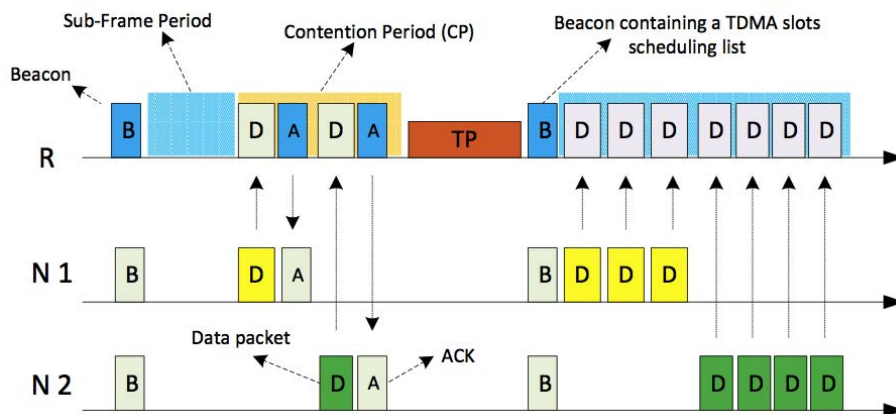 Sub-Frame Period
Contention Period (CP)
Beacon containing a TDMA slots
scheduling list
Beacon
B D A D A TP B D D D D D D D
R
B D A B D D D
N 1
Data packet
ACK
B D A B D D D D
N 2